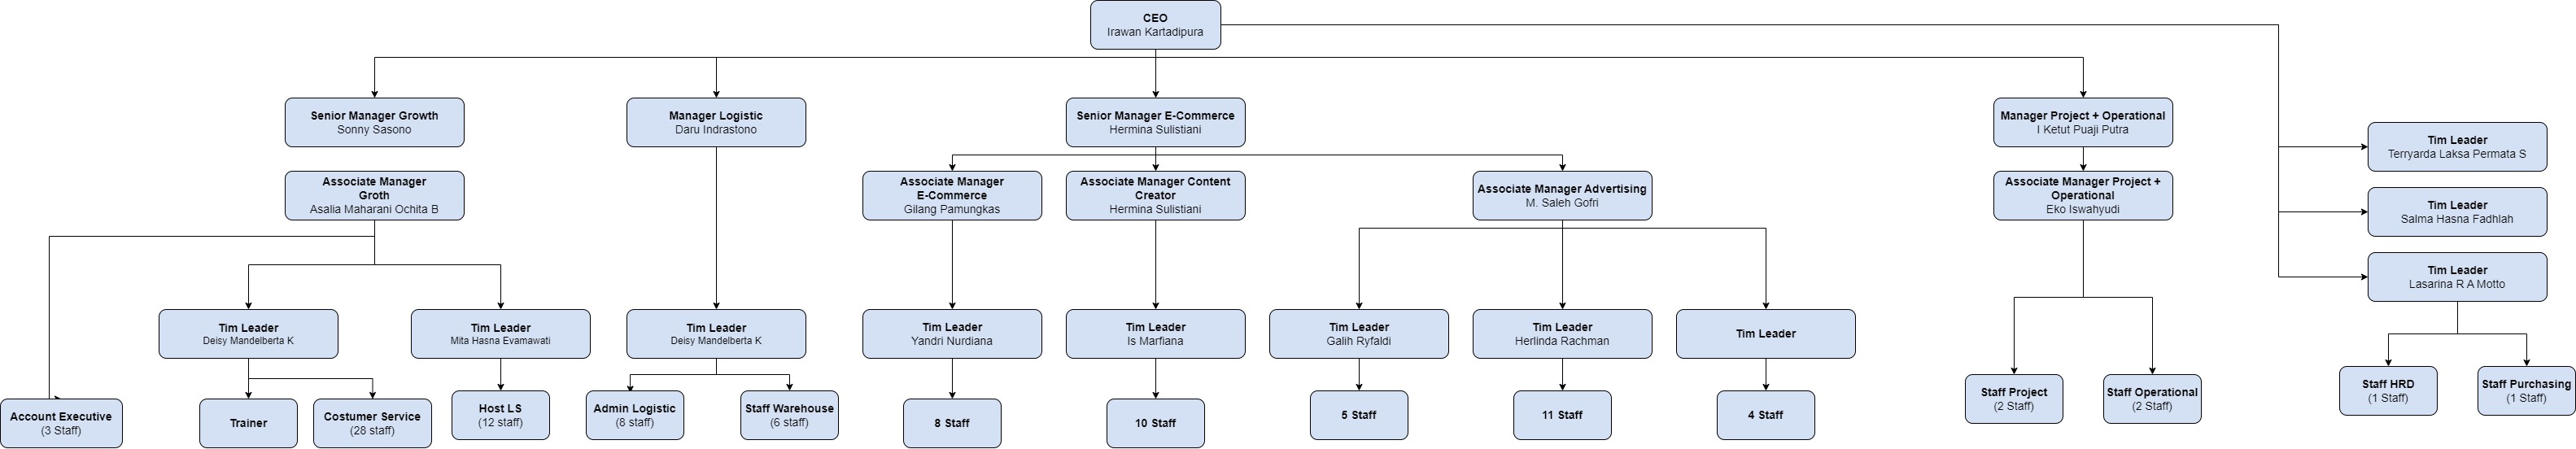 CEO
Irawan Kartadipura
Senior Manager Growth
Sonny Sasono
Manager Logistic
Daru Indrastono
Senior Manager E-Commerce
Hermina Sulistiani
Manager Project + Operational
I Ketut Puaji Putra
Tim Leader
Terryarda Laksa Permata S
Associate Manager
Groth
Asalia Maharani Ochita B
Associate Manager
E-Commerce
Gilang Pamungkas
Associate Manager Content
Creator
Hermina Sulistiani
Associate Manager Advertising
M. Saleh Gofri
Associate Manager Project +
Operational
Eko Iswahyudi
Tim Leader
Salma Hasna Fadhlah
Tim Leader
Lasarina R A Motto
Tim Leader
Deisy Mandelberta K
Tim Leader
Mita Hasna Evamawati
Tim Leader
Deisy Mandelberta K
Tim Leader
Yandri Nurdiana
Tim Leader
Is Marfiana
Tim Leader
Galih Ryfaldi
Tim Leader
Herlinda Rachman
Tim Leader
Account Executive
(3 Staff)
Trainer
Costumer Service
(28 staff)
Host LS
(12 staff)
Admin Logistic
(8 staff)
Staff Warehouse
(6 staff)
8 Staff
10 Staff
5 Staff
11 Staff
4 Staff
Staff Project
(2 Staff)
Staff Operational
(2 Staff)
Staff HRD
(1 Staff)
Staff Purchasing
(1 Staff)